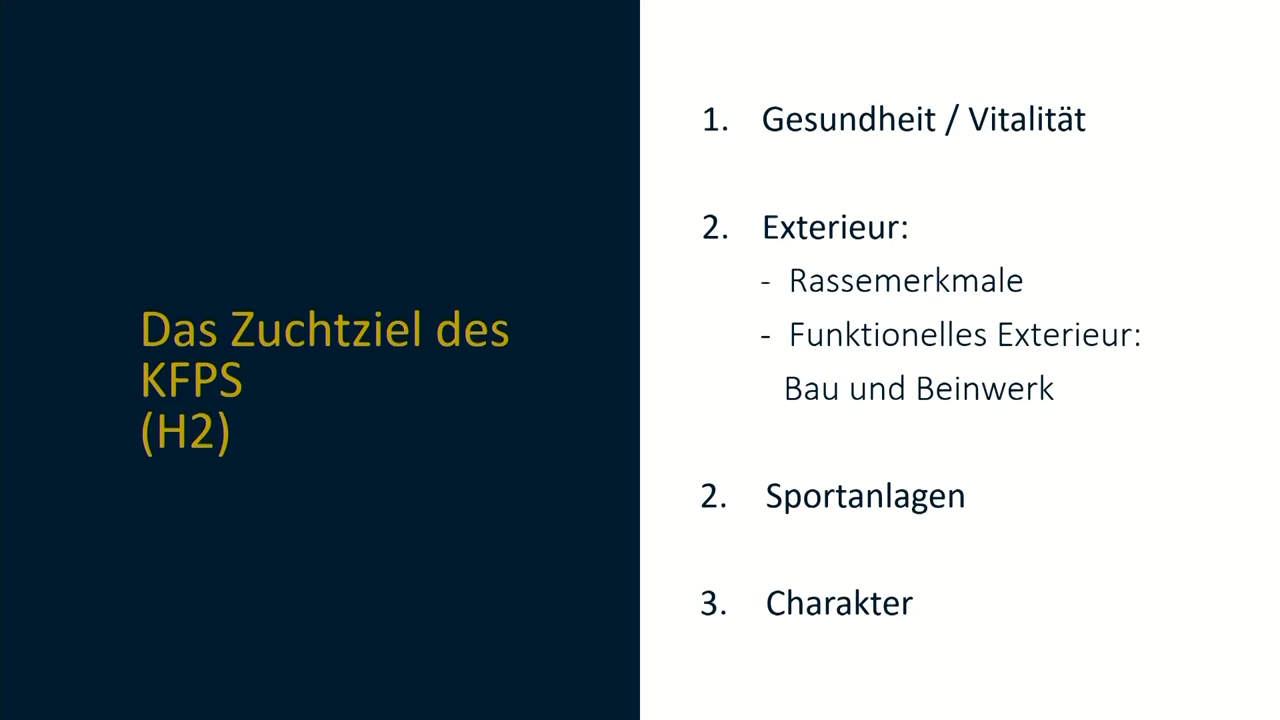 Das Zuchtziel des
KFPS
(H2)
1. Gesundheit / Vitalität
2. Exterieur:
- Rassemerkmale
- Funktionelles Exterieur:
Bau und Beinwerk
2. Sportanlagen
3. Charakter